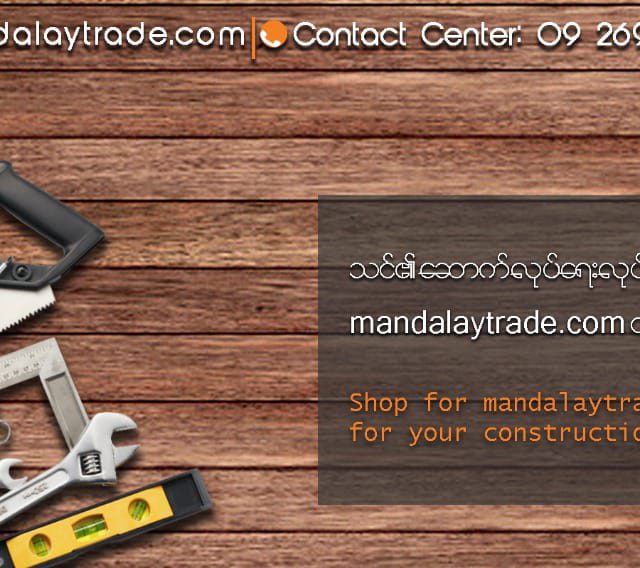 dalaytrade.com Contact Center: 09 269
သင်၏ဆောက်လုပ်ရေးလုပ်
mandalaytrade.com
Shop for mandalaytra
for your constructio